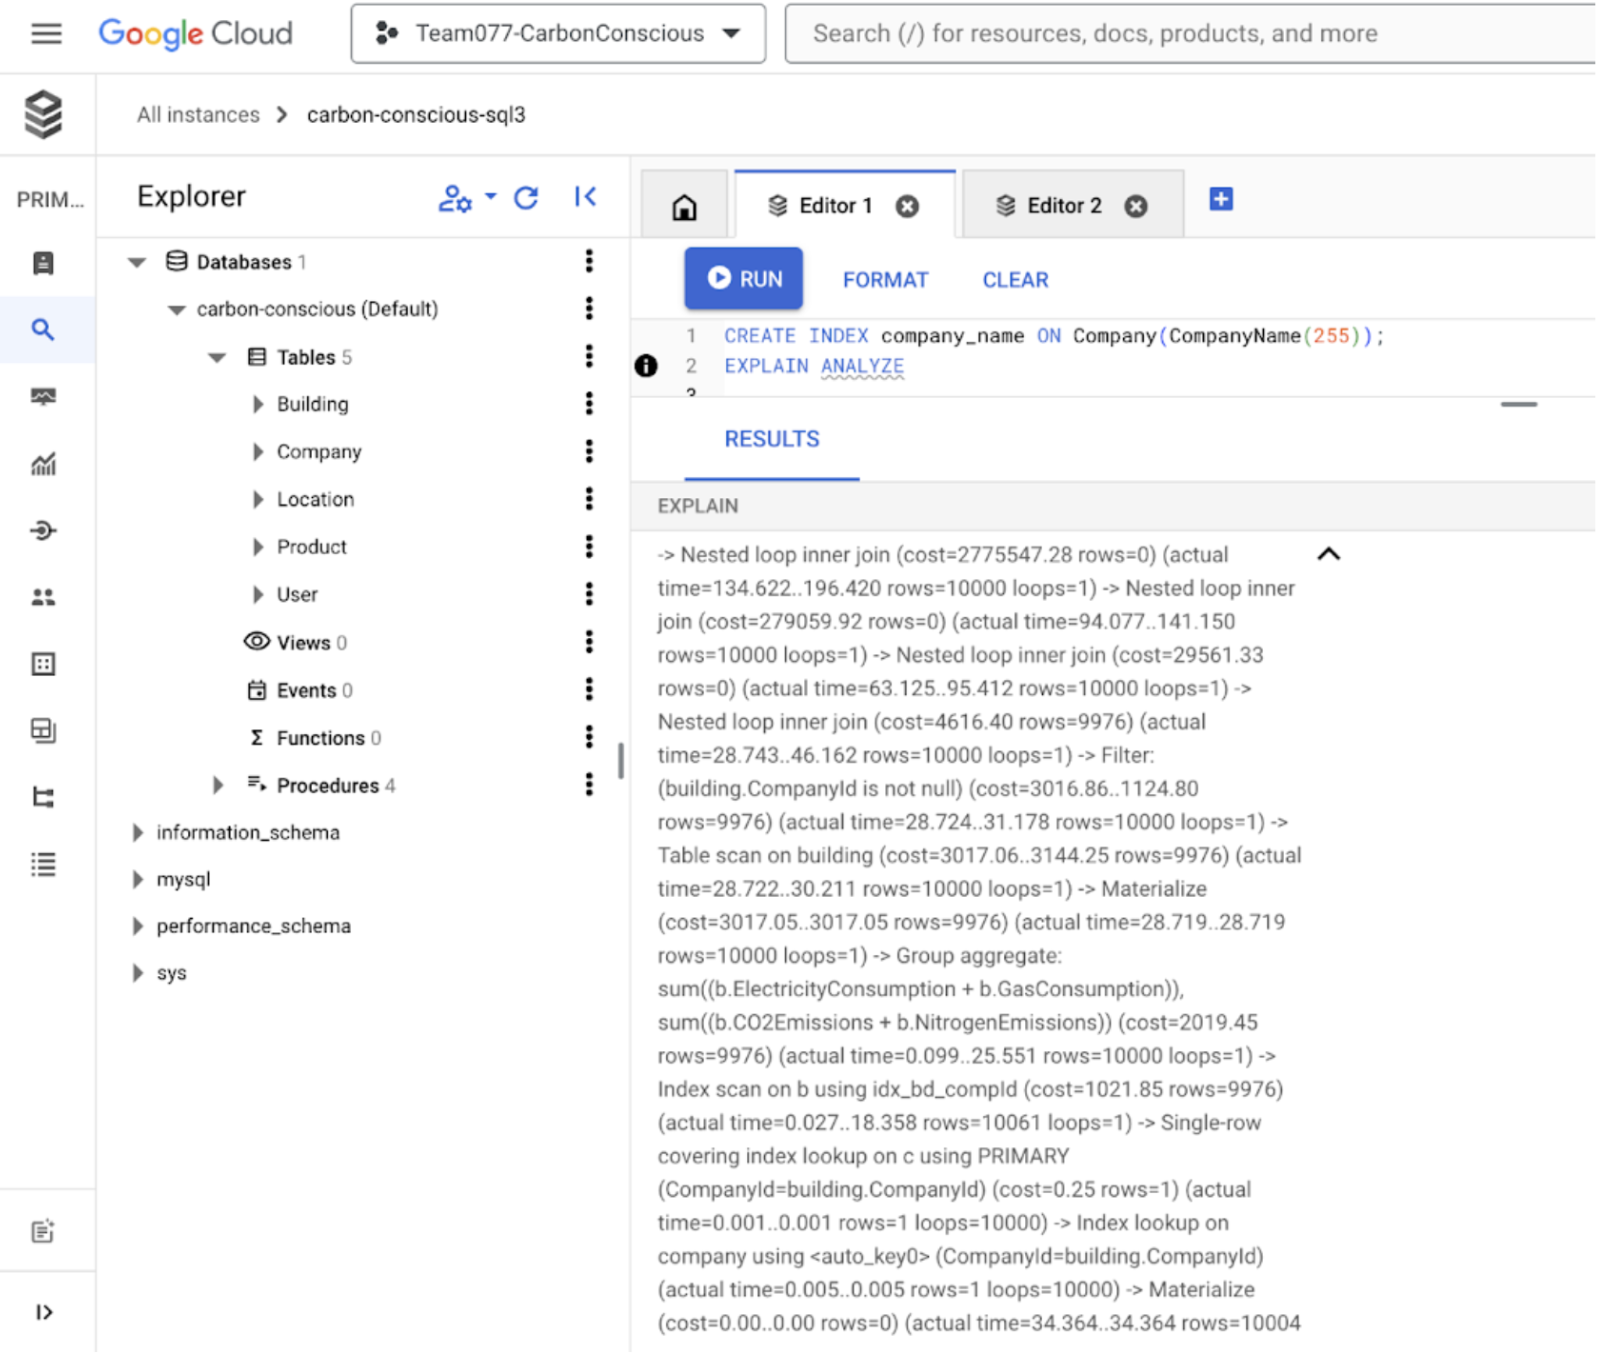 Google Cloud
Team077-CarbonConscious
Search (/) for resources, docs, products, and more
All instances
carbon-conscious-sql3
PRIM...
Explorer
Databases 1
carbon-conscious (Default)
Tables 5
Building
Company
Location
Product
User
Views 0
Events 0
Functions 0
Procedures 4
information_schema
mysql
performance_schema
sys
Editor 1
Editor 2
RUN
FORMAT
CLEAR
1 CREATE INDEX company_name ON Company(CompanyName(255));
2 EXPLAIN ANALYZE
3
RESULTS
EXPLAIN
-> Nested loop inner join (cost=2775547.28 rows=0) (actual
time=134.622..196.420 rows=10000 loops=1) -> Nested loop inner
join (cost=279059.92 rows=0) (actual time=94.077..141.150
rows=10000 loops=1) -> Nested loop inner join (cost=29561.33
rows=0) (actual time=63.125..95.412 rows=10000 loops=1) ->
Nested loop inner join (cost=4616.40 rows=9976) (actual
time=28.743..46.162 rows=10000 loops=1) -> Filter:
(building.CompanyId is not null) (cost=3016.86..1124.80
rows=9976) (actual time=28.724..31.178 rows=10000 loops=1) ->
Table scan on building (cost=3017.06..3144.25 rows=9976) (actual
time=28.722..30.211 rows=10000 loops=1) -> Materialize
(cost=3017.05..3017.05 rows=9976) (actual time=28.719..28.719
rows=10000 loops=1) -> Group aggregate:
sum((b.ElectricityConsumption + b.GasConsumption)),
sum((b.CO2Emissions + b.NitrogenEmissions)) (cost=2019.45
rows=9976) (actual time=0.099..25.551 rows=10000 loops=1) ->
Index scan on b using idx_bd_compId (cost=1021.85 rows=9976)
(actual time=0.027..18.358 rows=10061 loops=1) -> Single-row
covering index lookup on c using PRIMARY
(CompanyId=building.CompanyId) (cost=0.25 rows=1) (actual
time=0.001..0.001 rows=1 loops=10000) -> Index lookup on
company using <auto_key0> (CompanyId=building.CompanyId)
(actual time=0.005..0.005 rows=1 loops=10000) -> Materialize
(cost=0.00..0.00 rows=0) (actual time=34.364..34.364 rows=10004